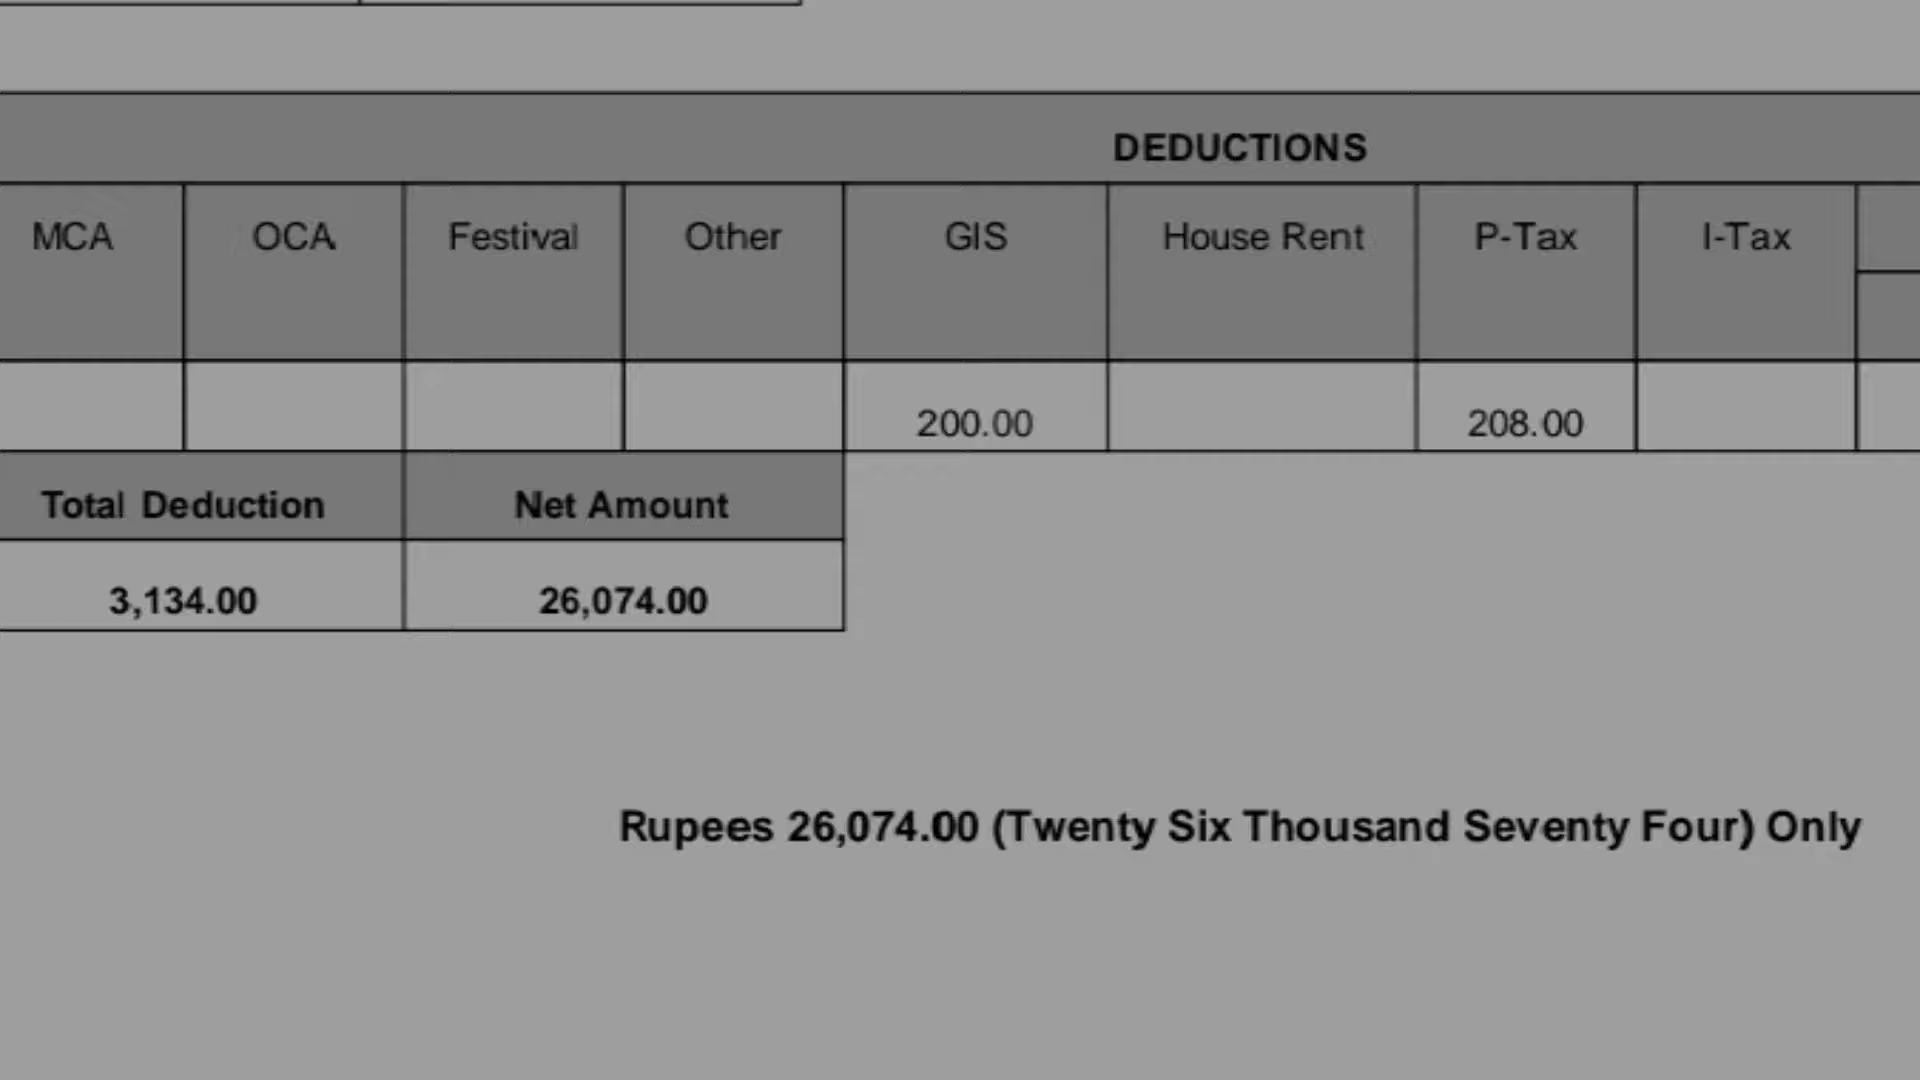 DEDUCTIONS
MCA OCA Festival Other GIS House Rent P-Tax I-Tax
200.00 208.00
Total Deduction Net Amount
3,134.00 26,074.00
Rupees 26,074.00 (Twenty Six Thousand Seventy Four) Only